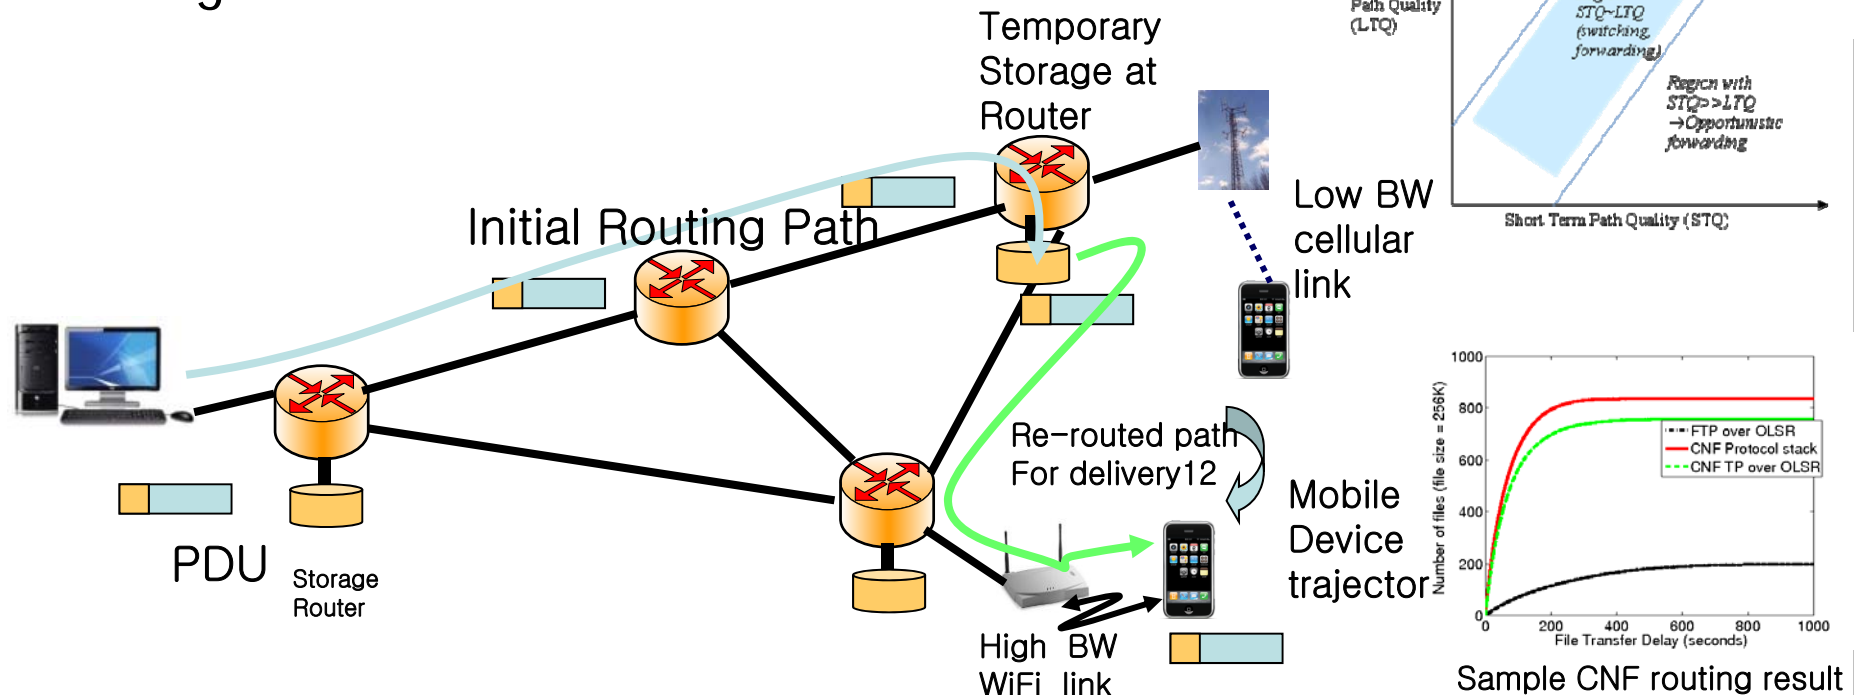 Temporary
Storage at
Router
Initial Routing Path
Low BW
cellular
link
Re-routed path
For delivery12
Mobile
Device
trajector
PDU
Storage
Router
High BW
WiFi link
Path Quality
(LTQ)
STQ~LTQ
(switching,
forwarding)
Region with
STQ>>LTQ
→Opportunistic
forwarding
Short Term Path Quality (STQ)
Number of files (file size = 256K)
1000
800
600
400
200
0
FTP over OLSR
CNF Protocol stack
CNF TP over OLSR
0 200 400 600 800 1000
File Transfer Delay (seconds)
Sample CNF routing result